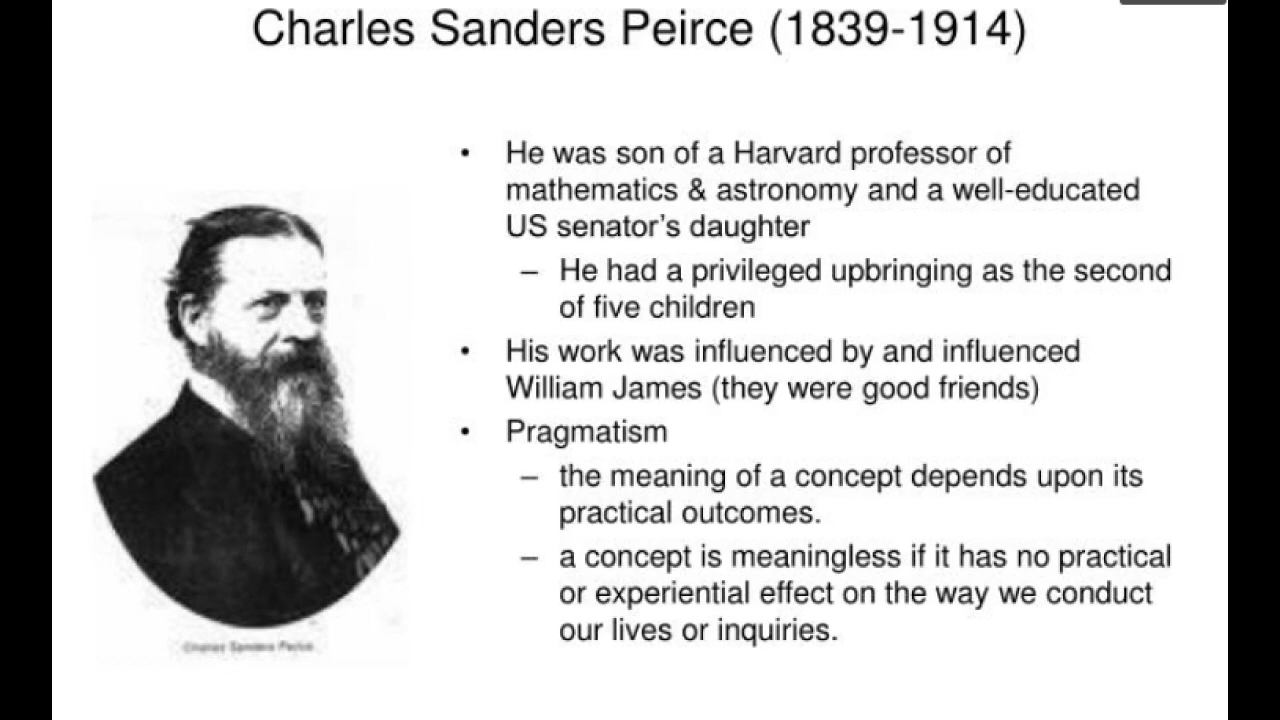 Charles Sanders Peirce (1839-1914)
• He was son of a Harvard professor of
mathematics & astronomy and a well-educated
US senator's daughter
– He had a privileged upbringing as the second
of five children
• His work was influenced by and influenced
William James (they were good friends)
• Pragmatism
– the meaning of a concept depends upon its
practical outcomes.
– a concept is meaningless if it has no practical
or experiential effect on the way we conduct
our lives or inquiries.
Charles Sanders Peirce